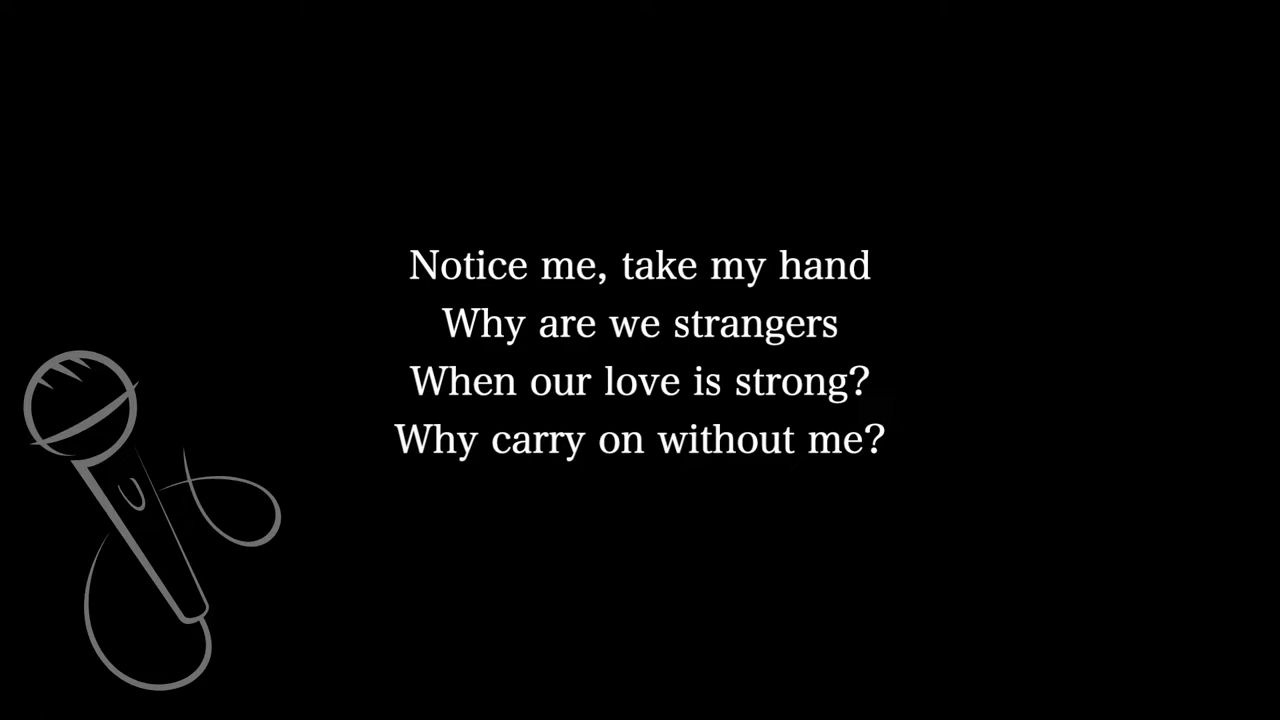 Notice me, take my hand
Why are we strangers
When our love is strong?
Why carry on without me?